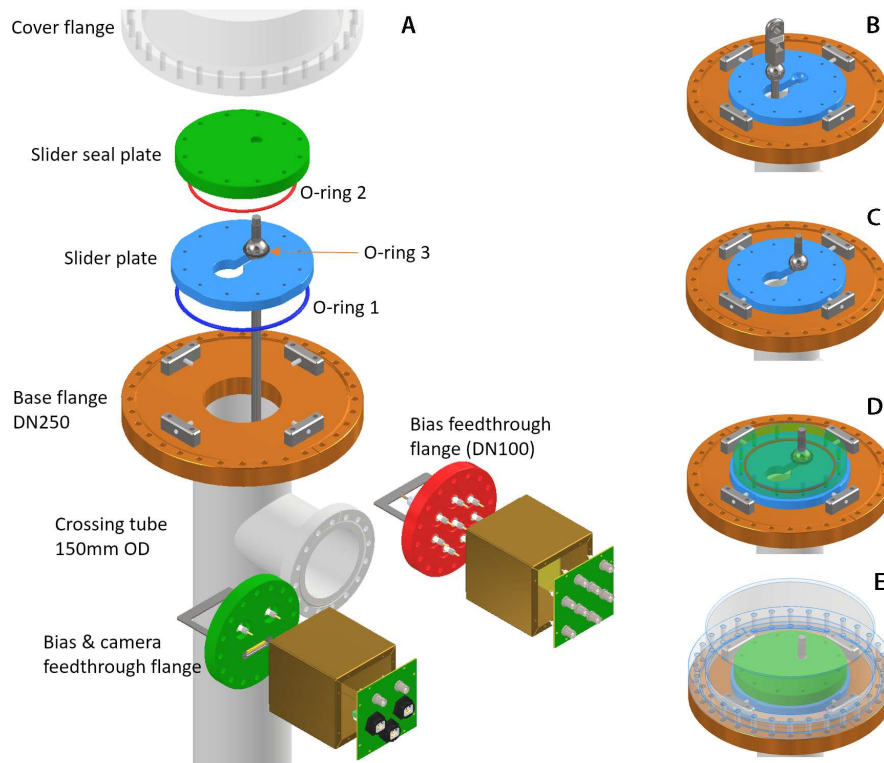 Cover flange
A
Slider seal plate
O-ring 2
Slider plate
O-ring 3
O-ring 1
Base flange
DN250
Bias feedthrough
flange (DN100)
Crossing tube
150mm OD
Bias & camera
feedthrough flange
B
C
D
E